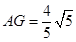 AG = 4/5 √5